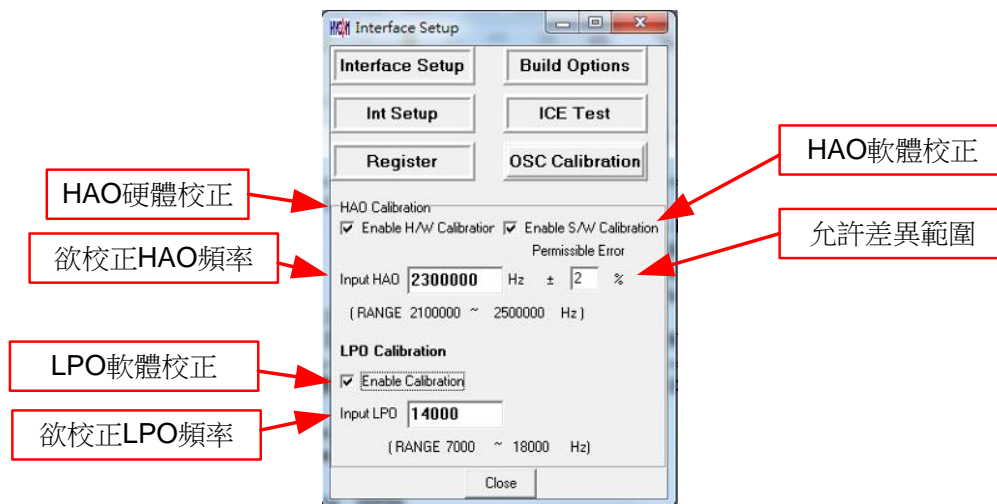 HYCON Interface Setup
Interface Setup
Build Options
Int Setup
ICE Test
Register
OSC Calibration
HAO軟體校正
HAO硬體校正
HAO Calibration
Enable H/W Calibration
Enable S/W Calibration
允許差異範圍
Permissible Error
欲校正HAO頻率
Input HAO 2300000 Hz ± 2 %
( RANGE 2100000 ~ 2500000 Hz )
LPO Calibration
LPO軟體校正
Enable Calibration
Input LPO 14000
欲校正LPO頻率
( RANGE 7000 ~ 18000 Hz)
Close